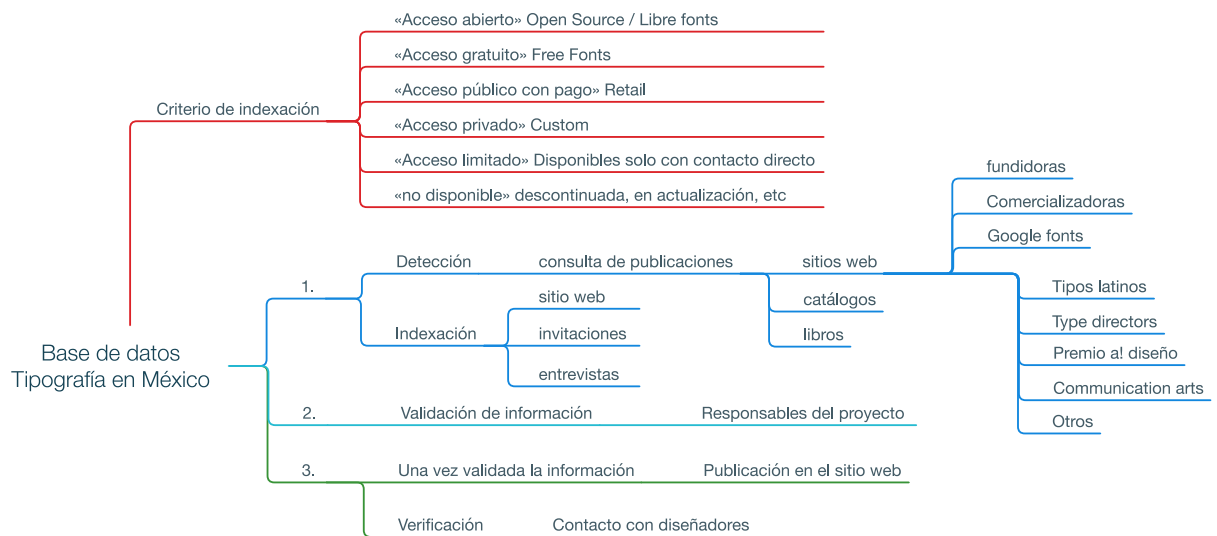 «Acceso abierto» Open Source / Libre fonts
«Acceso gratuito» Free Fonts
«Acceso público con pago» Retail
Criterio de indexación
«Acceso privado» Custom
«Acceso limitado» Disponibles solo con contacto directo
«no disponible» descontinuada, en actualización, etc
fundidoras
Comercializadoras
Google fonts
1.
Detección
consulta de publicaciones
sitios web
catálogos
libros
Tipos latinos
Type directors
Premio a! diseño
Communication arts
Otros
Indexación
sitio web
invitaciones
entrevistas
Base de datos
Tipografía en México
2.
Validación de información
Responsables del proyecto
3.
Una vez validada la información
Publicación en el sitio web
Verificación
Contacto con diseñadores